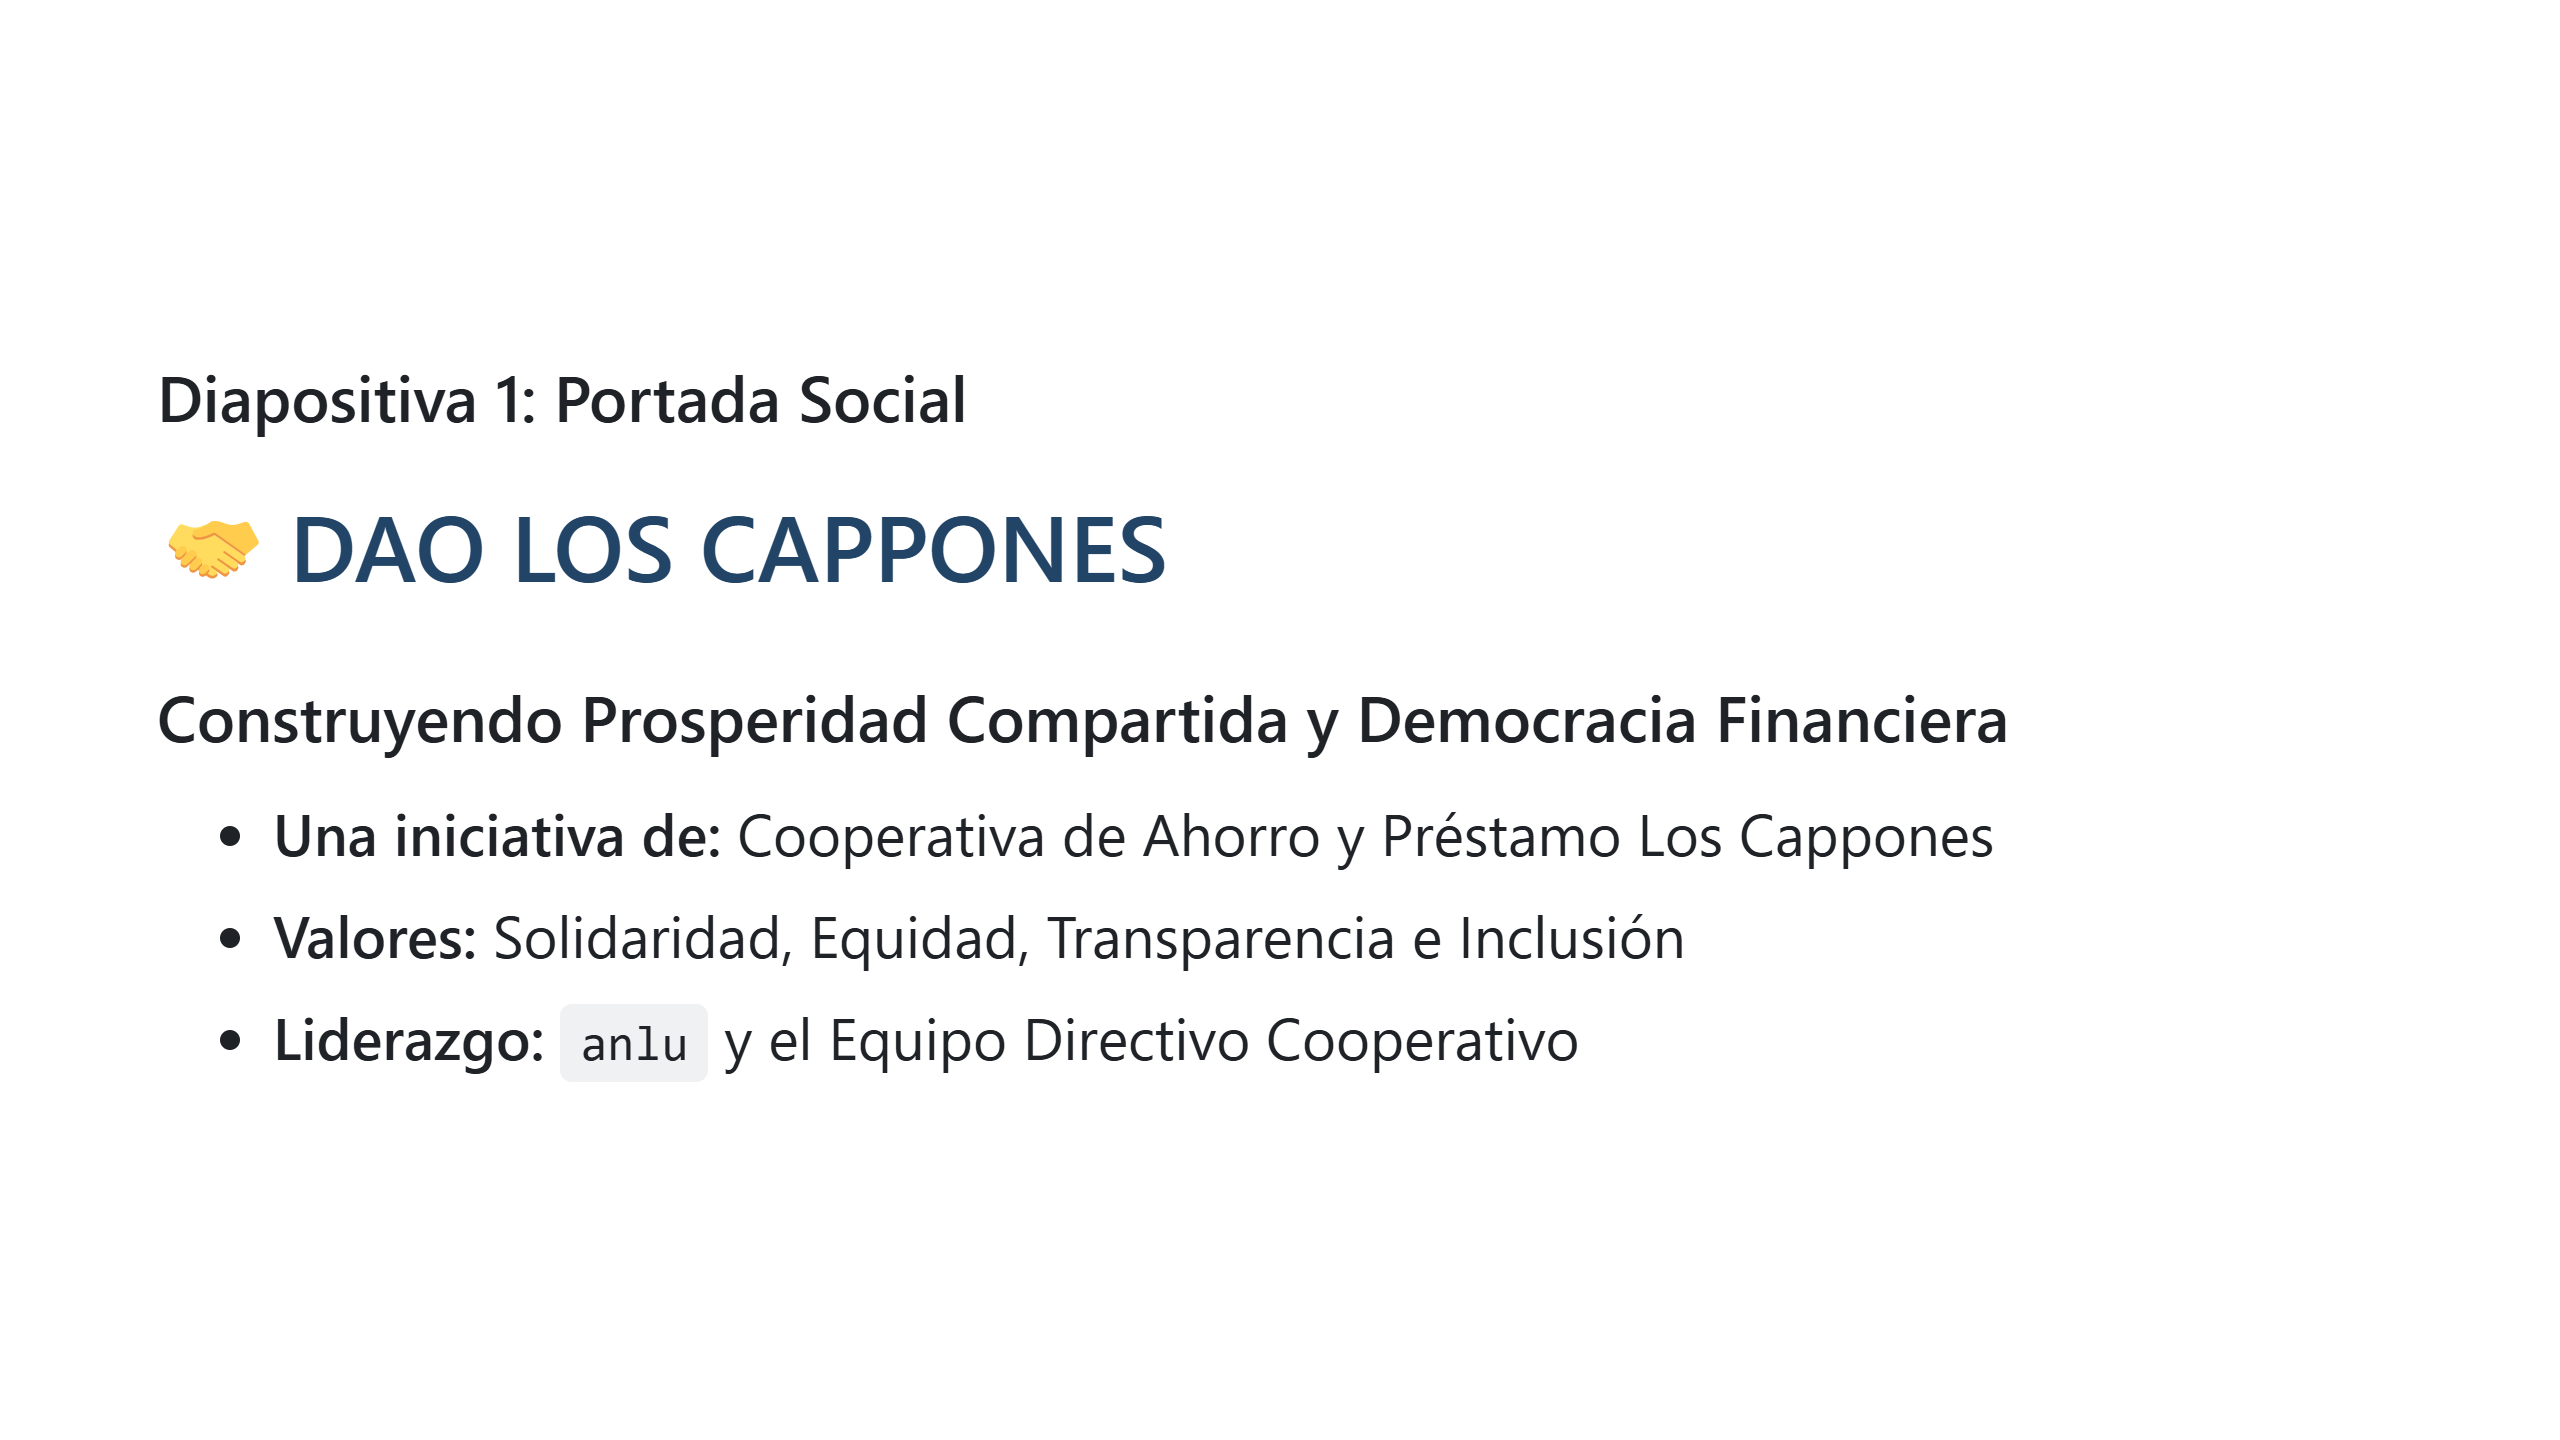 Diapositiva 1: Portada Social
🤝 DAO LOS CAPPONES
Construyendo Prosperidad Compartida y Democracia Financiera
• Una iniciativa de: Cooperativa de Ahorro y Préstamo Los Cappones
• Valores: Solidaridad, Equidad, Transparencia e Inclusión
• Liderazgo: anlu y el Equipo Directivo Cooperativo